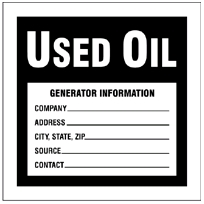 USED OIL
GENERATOR INFORMATION
COMPANY
ADDRESS
CITY, STATE, ZIP
SOURCE
CONTACT